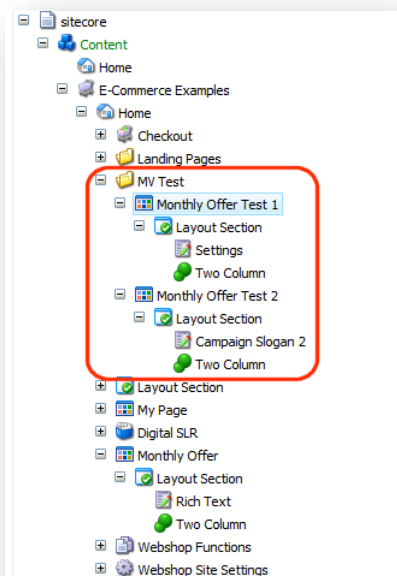 sitecore
Content
Home
E-Commerce Examples
Home
Checkout
Landing Pages
MV Test
Monthly Offer Test 1
Layout Section
Settings
Two Column
Monthly Offer Test 2
Layout Section
Campaign Slogan 2
Two Column
Layout Section
My Page
Digital SLR
Monthly Offer
Layout Section
Rich Text
Two Column
Webshop Functions
Webshop Site Settings